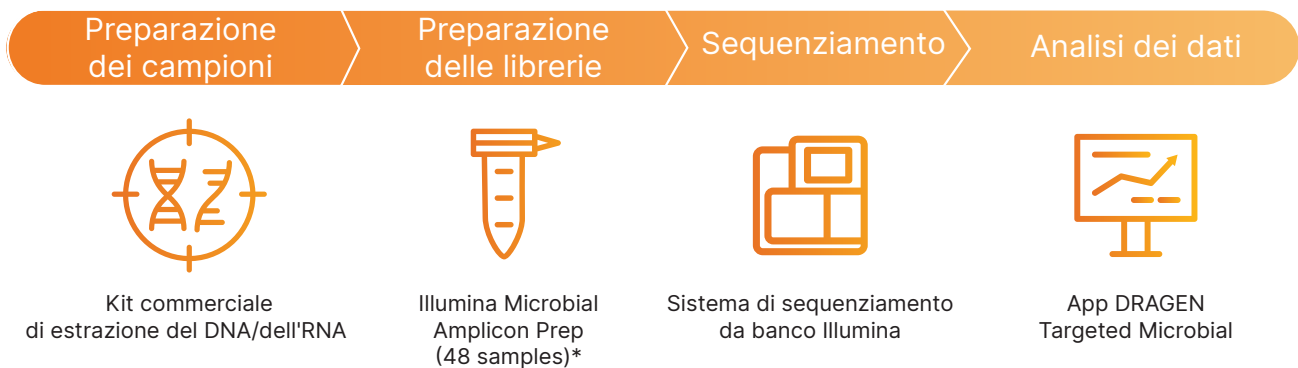 Preparazione
dei campioni
Preparazione
delle librerie
Sequenziamento
Analisi dei dati
Kit commerciale
di estrazione del DNA/dell'RNA
Illumina Microbial
Amplicon Prep
(48 samples)*
Sistema di sequenziamento
da banco Illumina
App DRAGEN
Targeted Microbial